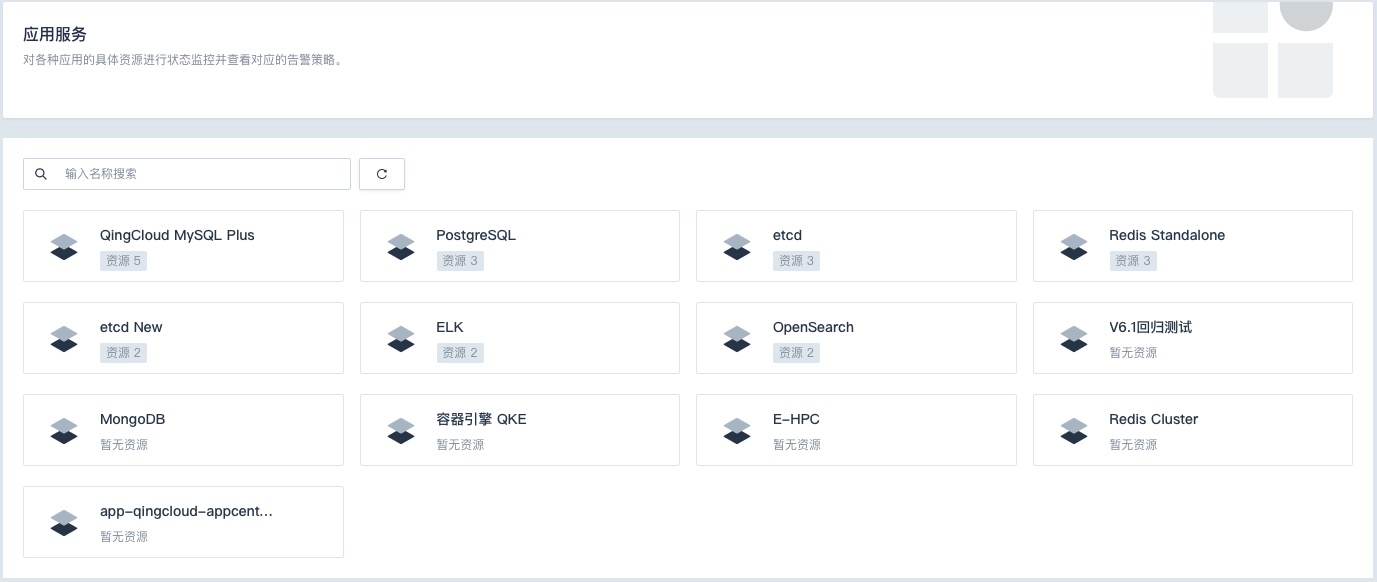 应用服务
对各种应用的具体资源进行状态监控并查看对应的告警策略。
输入名称搜索
QingCloud MySQL Plus
资源 5
PostgreSQL
资源 3
etcd
资源 3
Redis Standalone
资源 3
etcd New
资源 2
ELK
资源 2
OpenSearch
资源 2
V6.1回归测试
暂无资源
MongoDB
暂无资源
容器引擎 QKE
暂无资源
E-HPC
暂无资源
Redis Cluster
暂无资源
app-qingcloud-appcent...
暂无资源